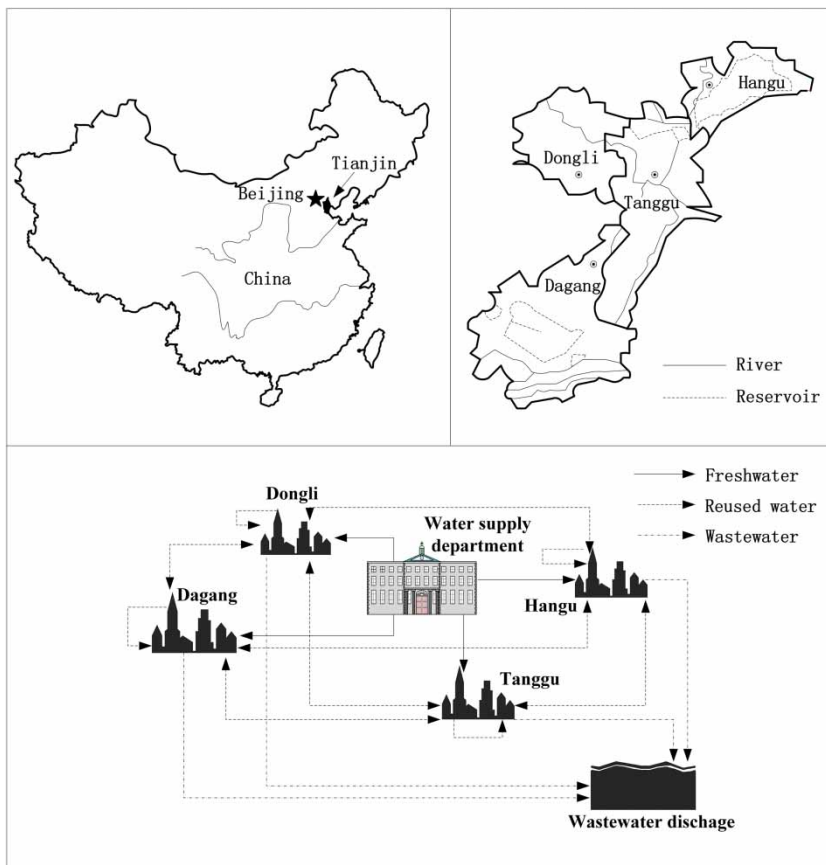 Tianjin
Beijing
China
Hangu
Dongli
Tanggu
Dagang
River
Reservoir
Freshwater
Reused water
Wastewater
Dongli
Water supply
department
Dagang
Hangu
Tanggu
Wastewater dischage